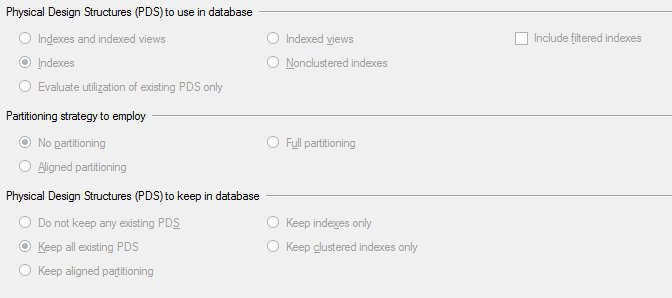 Physical Design Structures (PDS) to use in database
Indexes and indexed views
Indexed views
Include filtered indexes
Indexes
Nonclustered indexes
Evaluate utilization of existing PDS only
Partitioning strategy to employ
No partitioning
Full partitioning
Aligned partitioning
Physical Design Structures (PDS) to keep in database
Do not keep any existing PDS
Keep indexes only
Keep all existing PDS
Keep clustered indexes only
Keep aligned partitioning